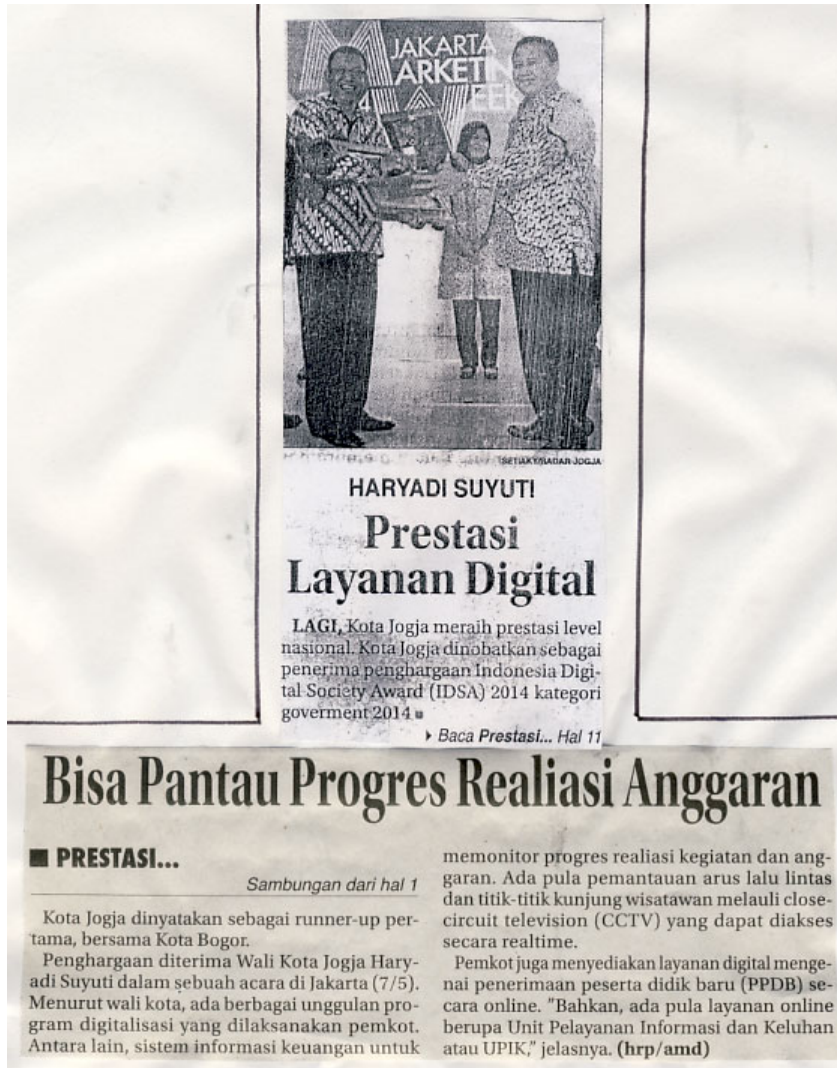 JAKARTA
MARKETIN
WEEK
4
SETIAKY/RADAR JOGJA
HARYADI SUYUTI
Prestasi
Layanan Digital
LAGI, Kota Jogja meraih prestasi level
nasional. Kota Jogja dinobatkan sebagai
penerima penghargaan Indonesia Digi-
tal Society Award (IDSA) 2014 kategori
goverment 2014
Baca Prestasi... Hal 11
Bisa Pantau Progres Realiasi Anggaran
PRESTASI...
Sambungan dari hal 1
Kota Jogja dinyatakan sebagai runner-up per-
tama, bersama Kota Bogor.
Penghargaan diterima Wali Kota Jogja Hary-
adi Suyuti dalam sebuah acara di Jakarta (7/5).
Menurut wali kota, ada berbagai unggulan pro-
gram digitalisasi yang dilaksanakan pemkot.
Antara lain, sistem informasi keuangan untuk
memonitor progres realiasi kegiatan dan ang-
garan. Ada pula pemantauan arus lalu lintas
dan titik-titik kunjung wisatawan melauli close-
circuit television (CCTV) yang dapat diakses
secara realtime.
Pemkot juga menyediakan layanan digital menge-
nai penerimaan peserta didik baru (PPDB) se-
cara online. "Bahkan, ada pula layanan online
berupa Unit Pelayanan Informasi dan Keluhan
atau UPIK," jelasnya. (hrp/amd)